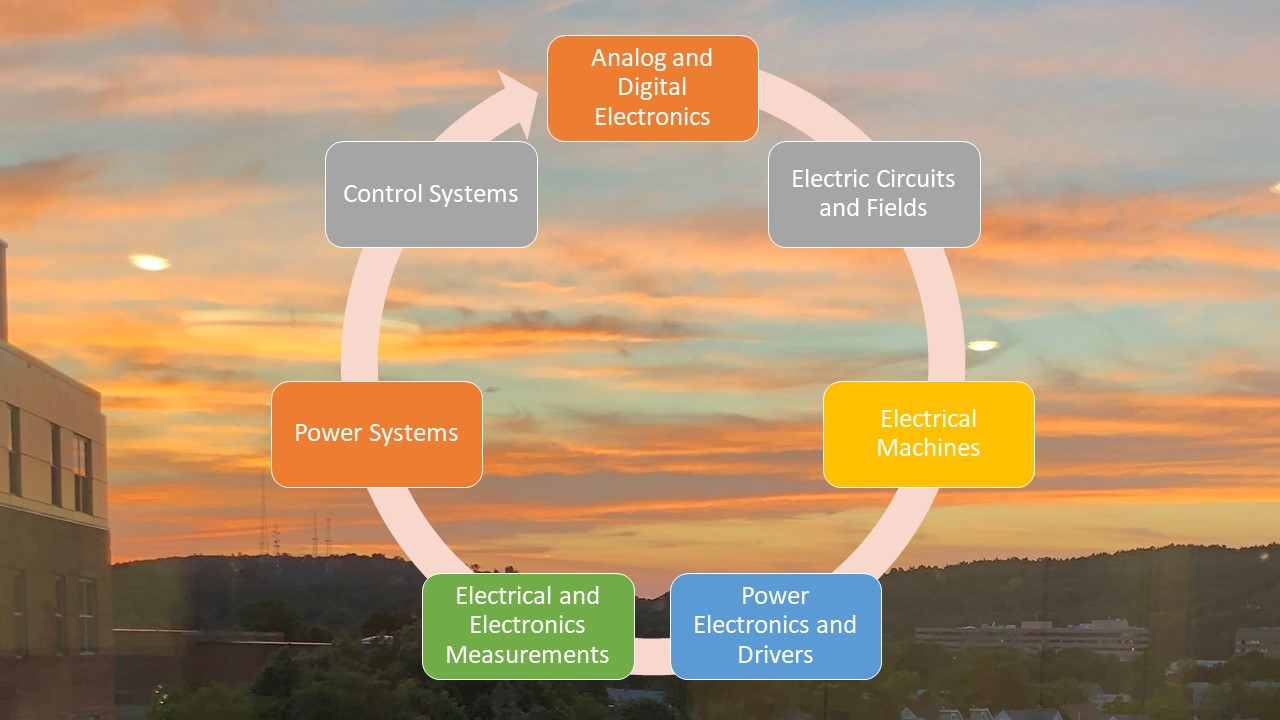 Analog and
Digital
Electronics
Electric Circuits
and Fields
Electrical
Machines
Power
Electronics and
Drivers
Electrical and
Electronics
Measurements
Power Systems
Control Systems